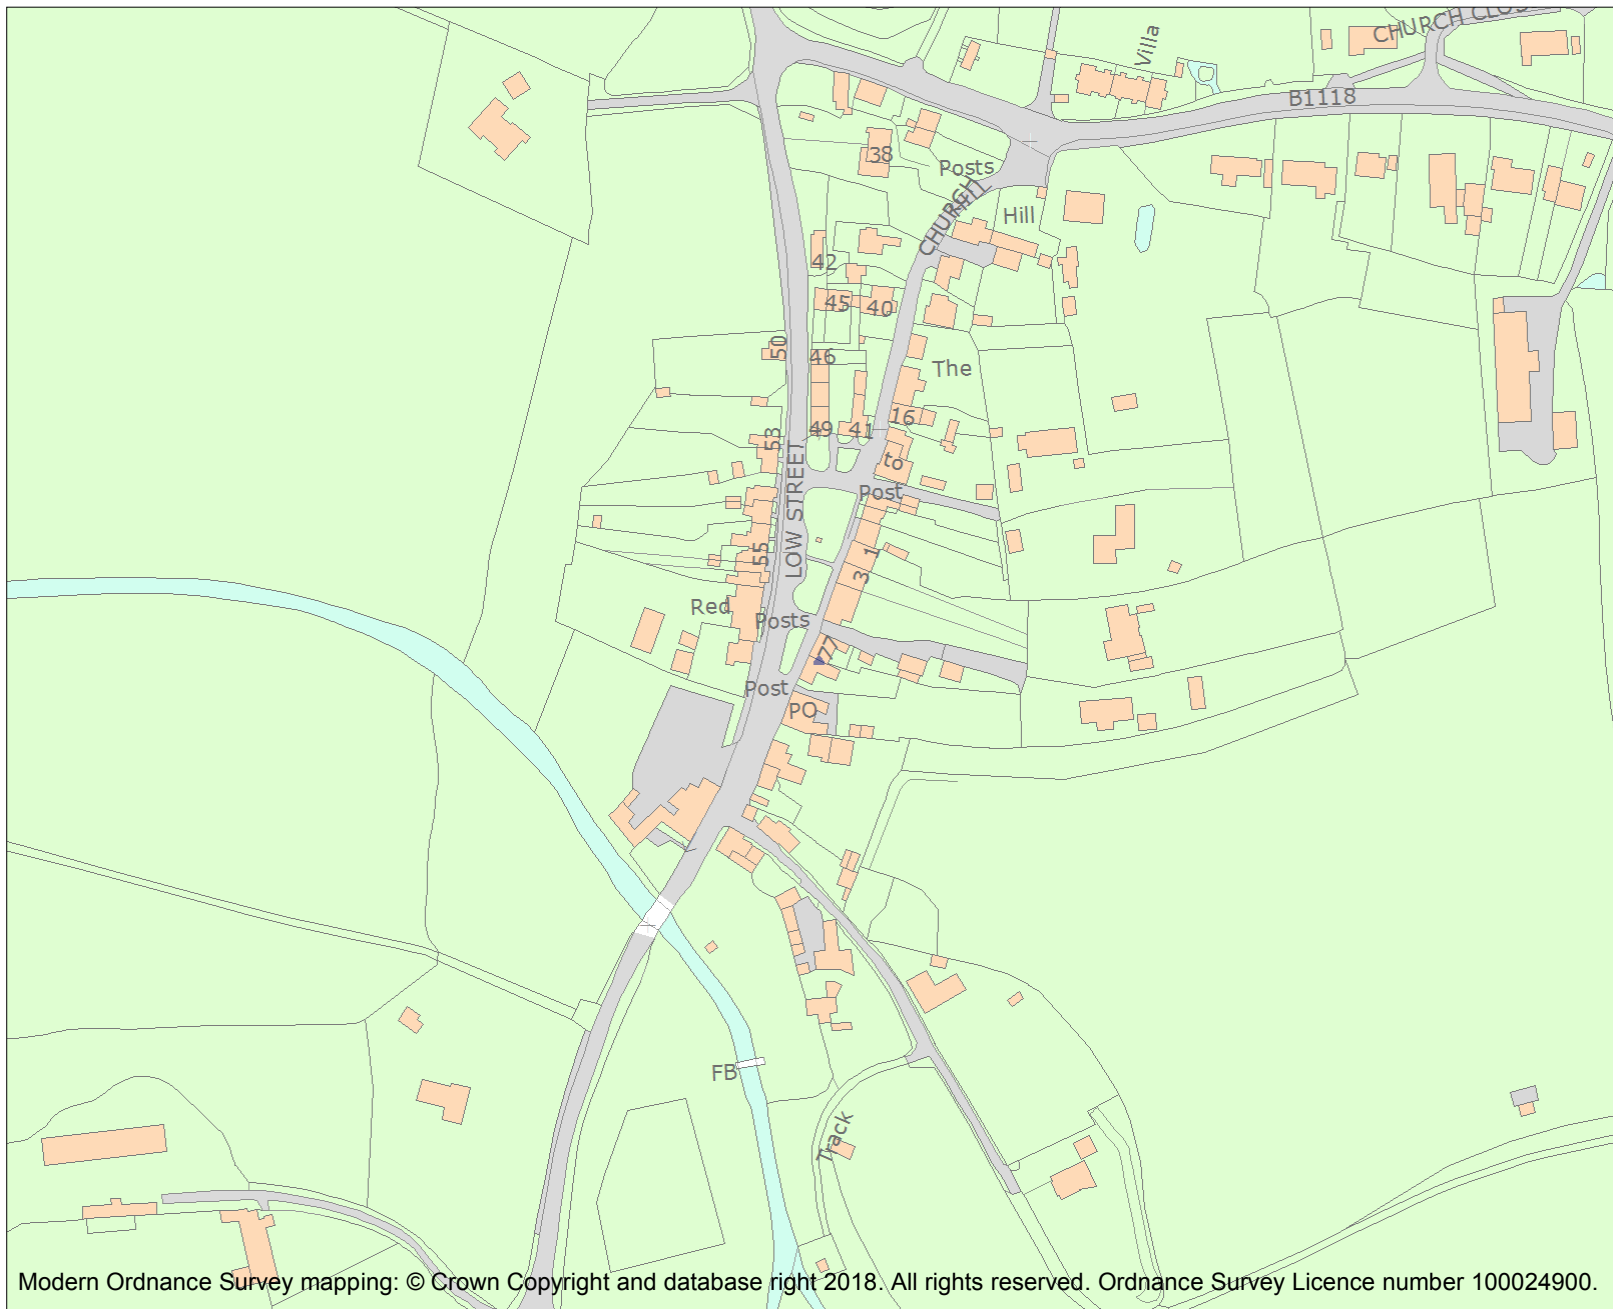 CHURCH CLOS
Villa
B1118
38
Posts
CHURCH
HILL
Hill
42
45
40
50
46
The
16
49
41
53
to
LOW STREET
Post
55
1
3
Red
Posts
77
Post
PO
FB
Track
Modern Ordnance Survey mapping: © Crown Copyright and database right 2018. All rights reserved. Ordnance Survey Licence number 100024900.